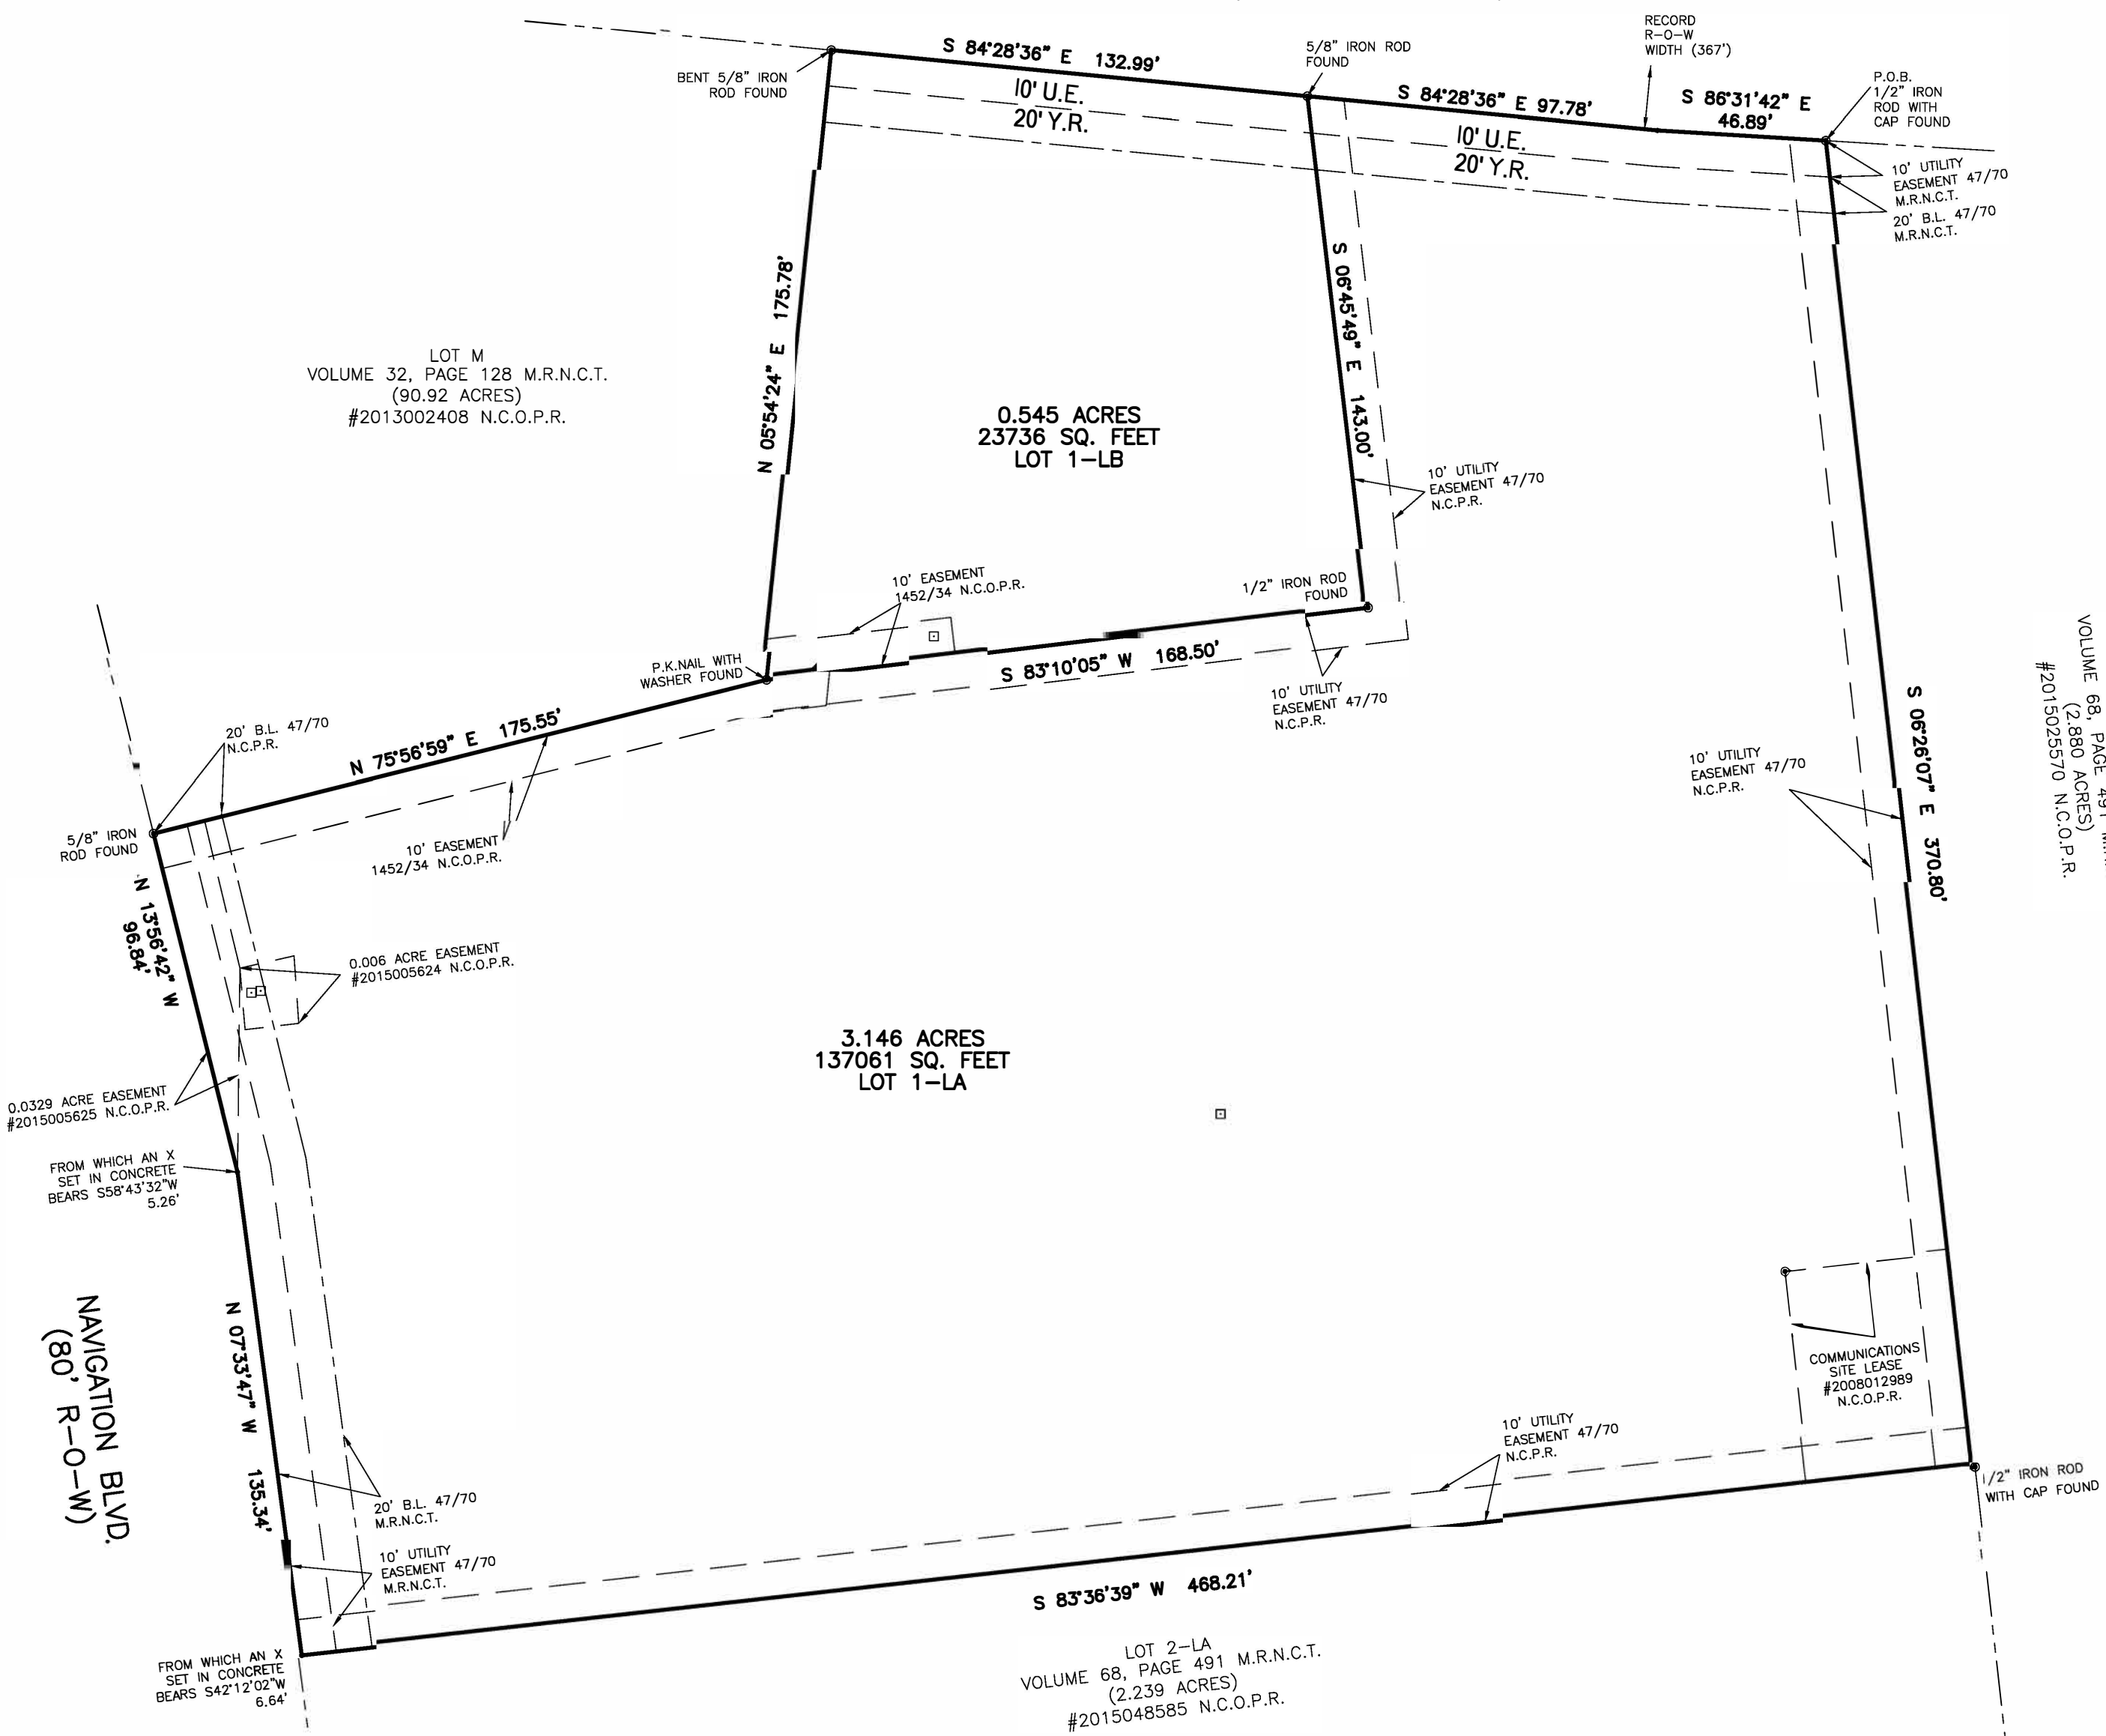 RECORD
R-O-W
WIDTH (367')
S 84°28'36" E 132.99'
5/8" IRON ROD
FOUND
BENT 5/8" IRON
ROD FOUND
P.O.B.
1/2" IRON
ROD WITH
CAP FOUND
S 84°28'36" E 97.78'
S 86°31'42" E
46.89'
10' U.E.
20' Y.R.
10' U.E.
20' Y.R.
10' UTILITY
EASEMENT 47/70
M.R.N.C.T.
20' B.L. 47/70
M.R.N.C.T.
N 05°54'24" E 175.78'
S 06°45'49" E 143.00'
LOT M
VOLUME 32, PAGE 128 M.R.N.C.T.
(90.92 ACRES)
#2013002408 N.C.O.P.R.
0.545 ACRES
23736 SQ. FEET
LOT 1-LB
10' UTILITY
EASEMENT 47/70
N.C.P.R.
10' EASEMENT
1452/34 N.C.O.P.R.
1/2" IRON ROD
FOUND
P.K.NAIL WITH
WASHER FOUND
S 83°10'05" W 168.50'
10' UTILITY
EASEMENT 47/70
N.C.P.R.
VOLUME 68, PAGE 491
(2.880 ACRES)
#2015025570 N.C.O.P.R.
S 06°26'07" E 370.80'
20' B.L. 47/70
N.C.P.R.
N 75°56'59" E 175.55'
10' UTILITY
EASEMENT 47/70
N.C.P.R.
5/8" IRON
ROD FOUND
10' EASEMENT
1452/34 N.C.O.P.R.
N 13°56'42" W
96.84'
0.006 ACRE EASEMENT
#2015005624 N.C.O.P.R.
3.146 ACRES
137061 SQ. FEET
LOT 1-LA
0.0329 ACRE EASEMENT
#2015005625 N.C.O.P.R.
FROM WHICH AN X
SET IN CONCRETE
BEARS S58°43'32"W
5.26'
NAVIGATION BLVD.
(80' R-O-W)
N 07°33'47" W 135.34'
COMMUNICATIONS
SITE LEASE
#2008012989
N.C.O.P.R.
10' UTILITY
EASEMENT 47/70
N.C.P.R.
1/2" IRON ROD
WITH CAP FOUND
20' B.L. 47/70
M.R.N.C.T.
10' UTILITY
EASEMENT 47/70
M.R.N.C.T.
S 83°36'39" W 468.21'
FROM WHICH AN X
SET IN CONCRETE
BEARS S42°12'02"W
6.64'
LOT 2-LA
VOLUME 68, PAGE 491 M.R.N.C.T.
(2.239 ACRES)
#2015048585 N.C.O.P.R.